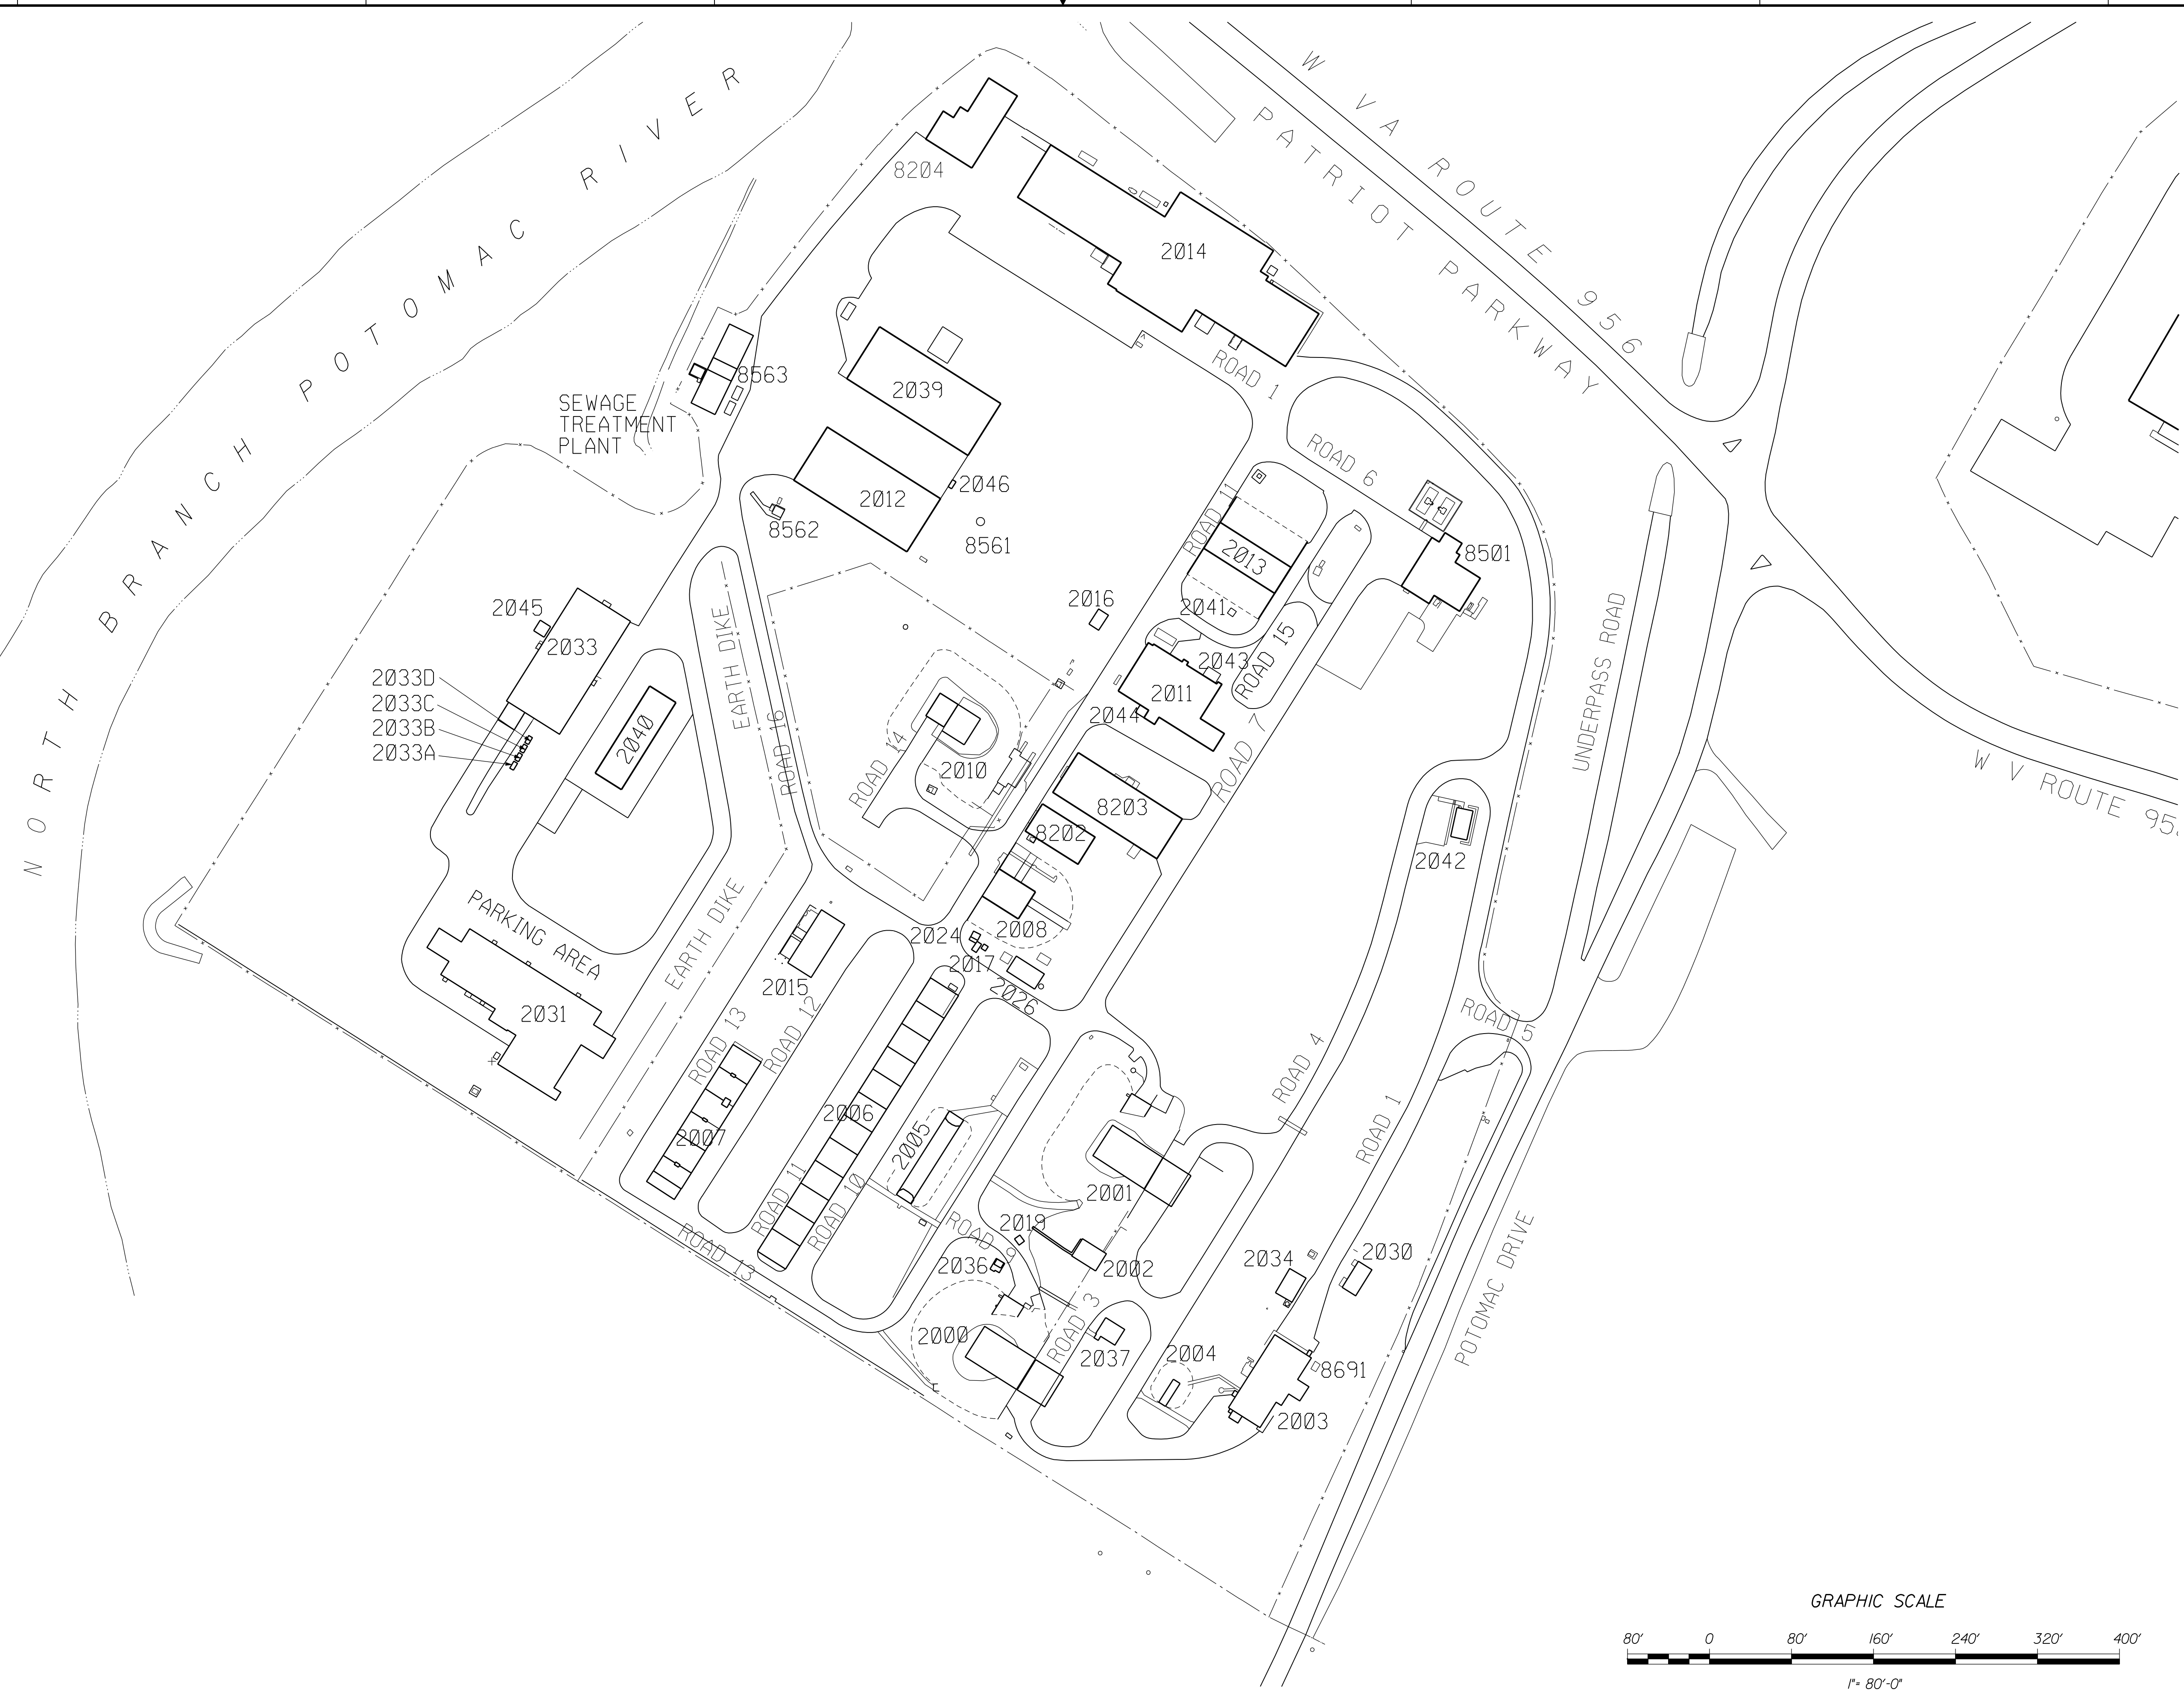 NORTH BRANCH POTOMAC RIVER
W VA ROUTE 956
PATRIOT PARKWAY
8204
2014
ROAD 1
8563
SEWAGE
TREATMENT
PLANT
2039
2012
2046
8562
8561
ROAD 6
ROAD 1
2013
8501
2041
2016
ROAD 15
2043
2011
2044
ROAD 7
2045
2033
2033D
2033C
2033B
2033A
2040
EARTH DIKE
ROAD 16
ROAD 14
2010
8203
8202
UNDERPASS ROAD
W V ROUTE 95
2042
PARKING AREA
EARTH DIKE
2031
2015
2024
2008
2017
2026
ROAD 13
ROAD 12
ROAD 5
2007
2006
2005
ROAD 4
ROAD 1
ROAD 11
ROAD 10
2001
ROAD 9
2019
2036
2002
ROAD 13
2034
2030
POTOMAC DRIVE
2000
ROAD 3
2037
2004
8691
2003
GRAPHIC SCALE
80' 0 80' 160' 240' 320' 400'
1"= 80'-0"